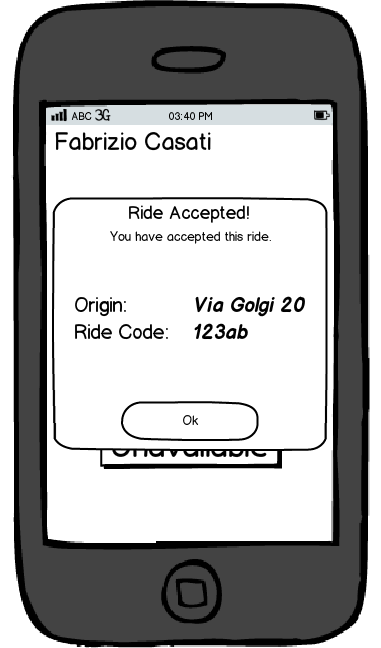 ABC 3G 03:40 PM
Fabrizio Casati
Ride Accepted!
You have accepted this ride.
Origin: Via Golgi 20
Ride Code: 123ab
Ok
Unavailable